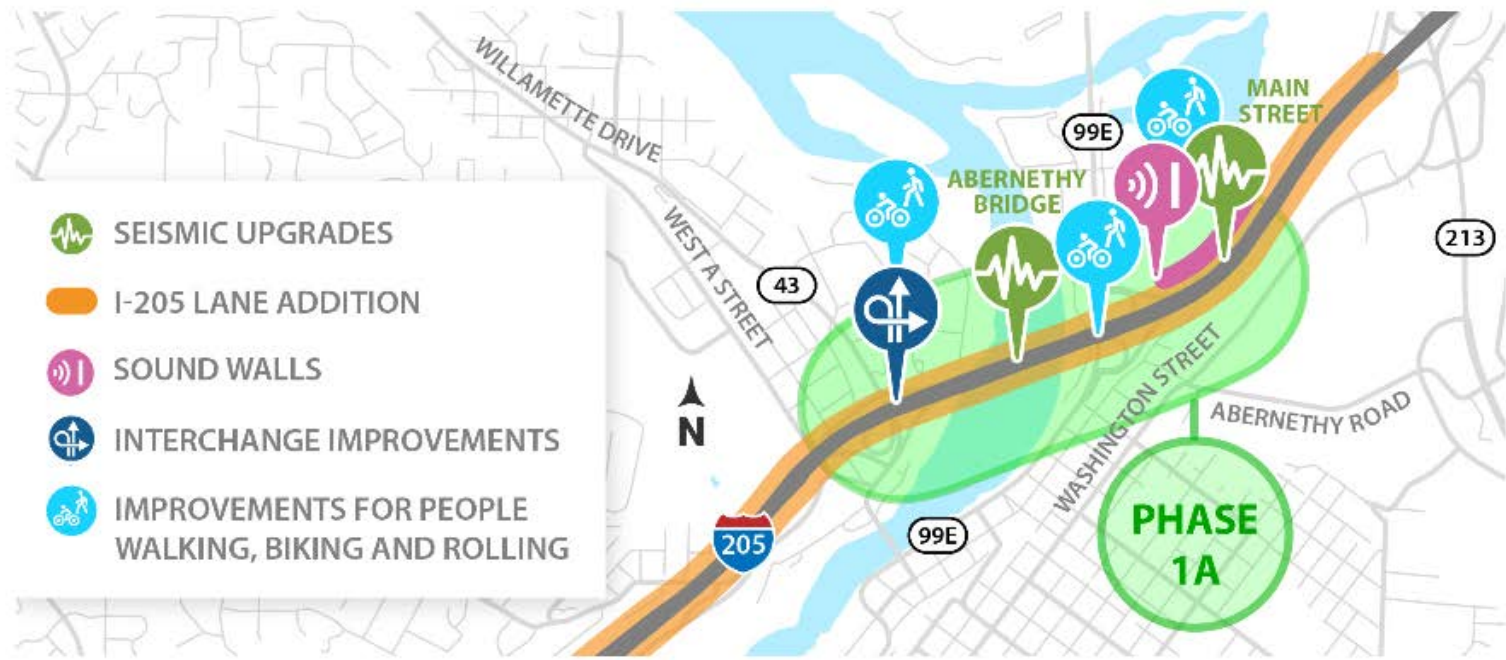 SEISMIC UPGRADES
I-205 LANE ADDITION
SOUND WALLS
INTERCHANGE IMPROVEMENTS
IMPROVEMENTS FOR PEOPLE
WALKING, BIKING AND ROLLING
WILLAMETTE DRIVE
WEST A STREET
43
N
205
ABERNETHY
BRIDGE
99E
MAIN
STREET
213
WASHINGTON STREET
ABERNETHY ROAD
99E
PHASE
1A